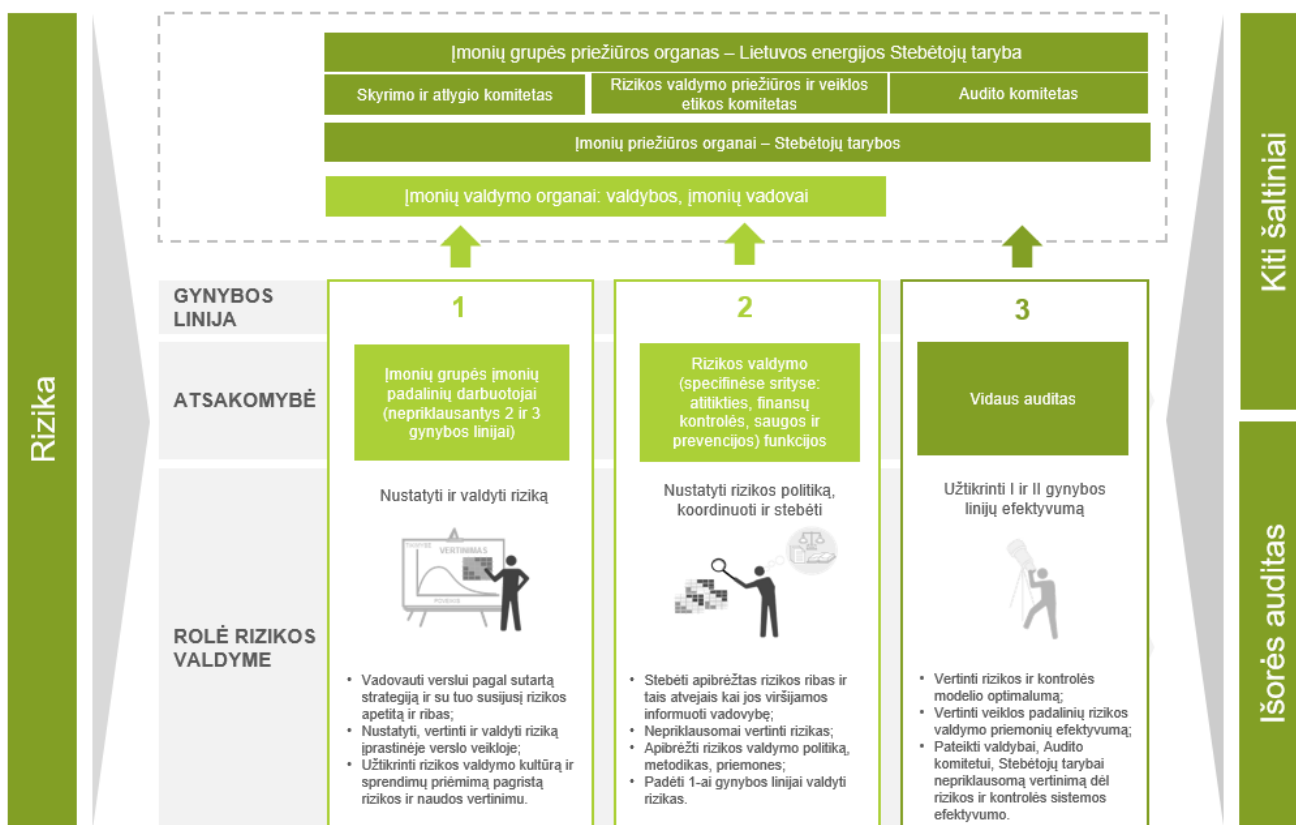 Rizika
Įmonių grupės priežiūros organas – Lietuvos energijos Stebėtojų taryba
Skyrimo ir atlygio komitetas
Rizikos valdymo priežiūros ir veiklos
etikos komitetas
Audito komitetas
Įmonių priežiūros organai – Stebėtojų tarybos
Įmonių valdymo organai: valdybos, įmonių vadovai
GYNYBOS
LINIJA
1
2
3
ATSAKOMYBĖ
Įmonių grupės įmonių
padalinių darbuotojai
(nepriklausantys 2 ir 3
gynybos linijai)
Rizikos valdymo
(specifinėse srityse:
atitikties, finansų
kontrolės, saugos ir
prevencijos) funkcijos
Vidaus auditas
ROLĖ RIZIKOS
VALDYME
Nustatyti ir valdyti riziką
VERTINIMAS
• Vadovauti verslui pagal sutartą
strategiją ir su tuo susijusį rizikos
apetitą ir ribas;
• Nustatyti, vertinti ir valdyti riziką
įprastinėje verslo veikloje;
• Užtikrinti rizikos valdymo kultūrą ir
sprendimų priėmimą pagristą
rizikos ir naudos vertinimu.
Nustatyti rizikos politiką,
koordinuoti ir stebėti
• Stebėti apibrėžtas rizikos ribas ir
tais atvejais kai jos viršijamos
informuoti vadovybę;
• Nepriklausomai vertinti rizikas;
• Apibrėžti rizikos valdymo politiką,
metodikas, priemones;
• Padėti 1-ai gynybos linijai valdyti
rizikas.
Užtikrinti I ir II gynybos
linijų efektyvumą
• Vertinti rizikos ir kontrolės
modelio optimalumą;
• Vertinti veiklos padalinių rizikos
valdymo priemonių efektyvumą;
• Pateikti valdybai, Audito
komitetui, Stebėtojų tarybai
nepriklausomą vertinimą dėl
rizikos ir kontrolės sistemos
efektyvumo.
Kiti šaltiniai
Išorės auditas